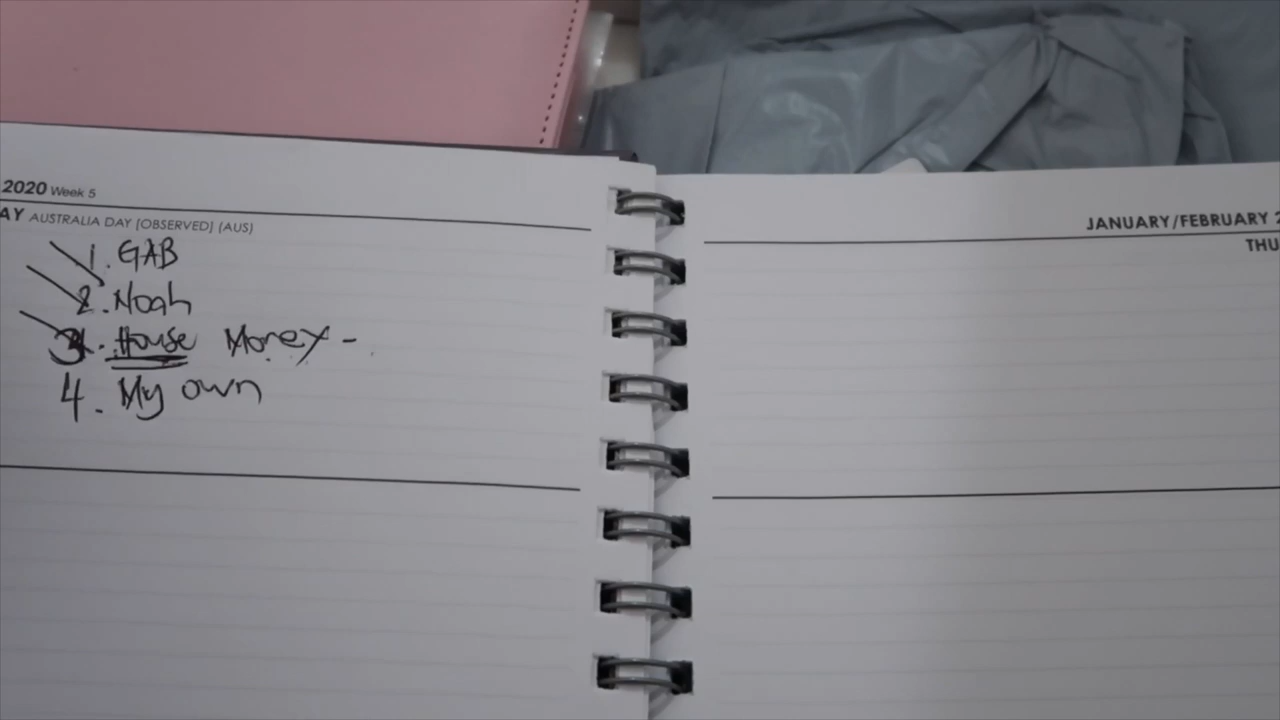 2020 Week 5
AY AUSTRALIA DAY [OBSERVED] (AUS)
1. GAB
2. Noah
3. House Money -
4. My own
JANUARY/FEBRUARY 2
THU